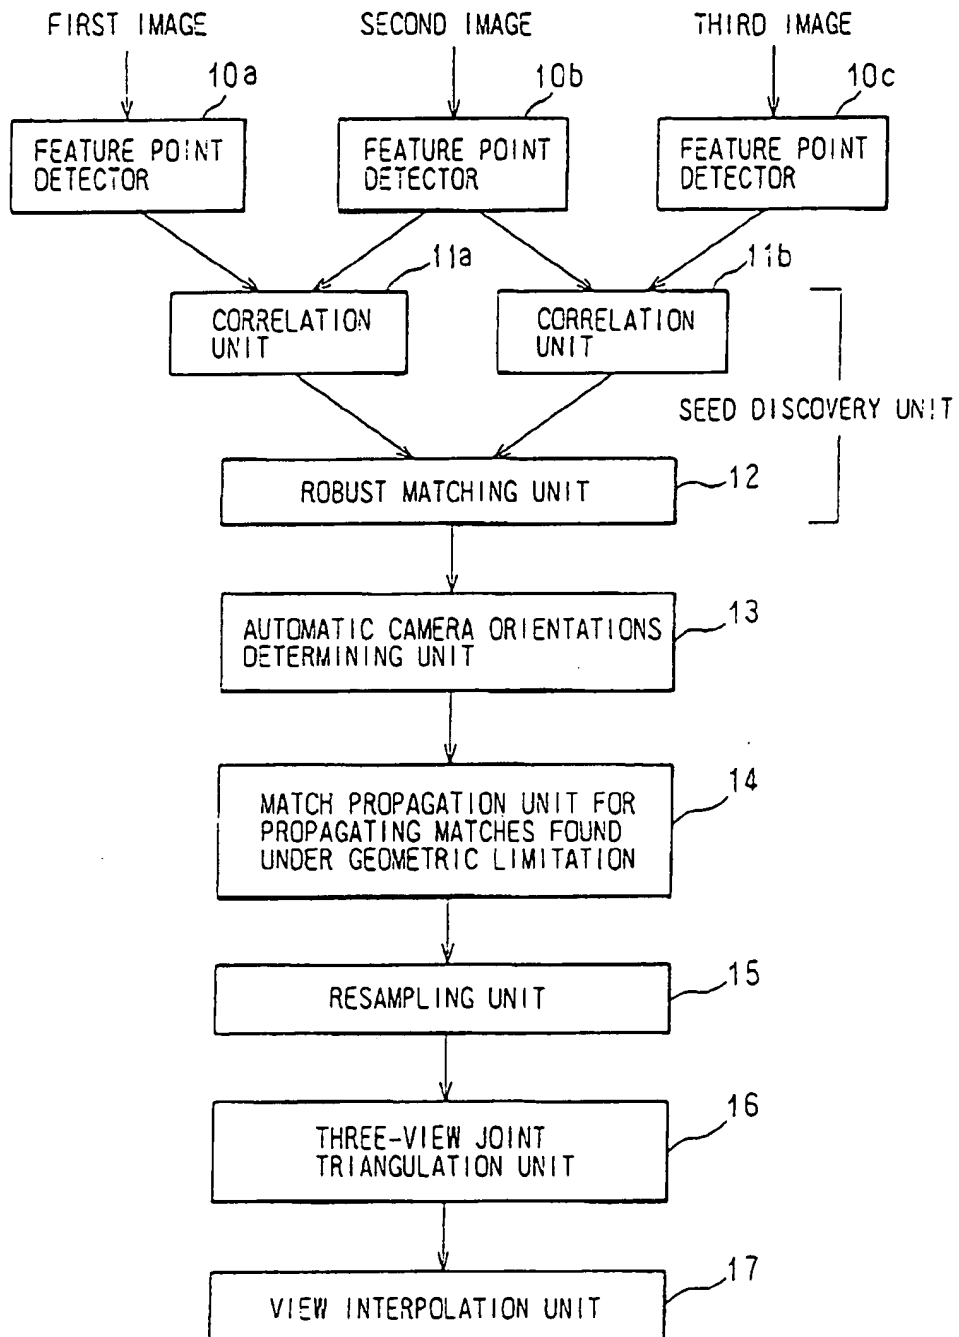 FIRST IMAGE
SECOND IMAGE
THIRD IMAGE
10a
10b
10c
FEATURE POINT
DETECTOR
FEATURE POINT
DETECTOR
FEATURE POINT
DETECTOR
11a
11b
CORRELATION
UNIT
CORRELATION
UNIT
SEED DISCOVERY UNIT
ROBUST MATCHING UNIT
12
AUTOMATIC CAMERA ORIENTATIONS
DETERMINING UNIT
13
MATCH PROPAGATION UNIT FOR
PROPAGATING MATCHES FOUND
UNDER GEOMETRIC LIMITATION
14
RESAMPLING UNIT
15
THREE-VIEW JOINT
TRIANGULATION UNIT
16
VIEW INTERPOLATION UNIT
17